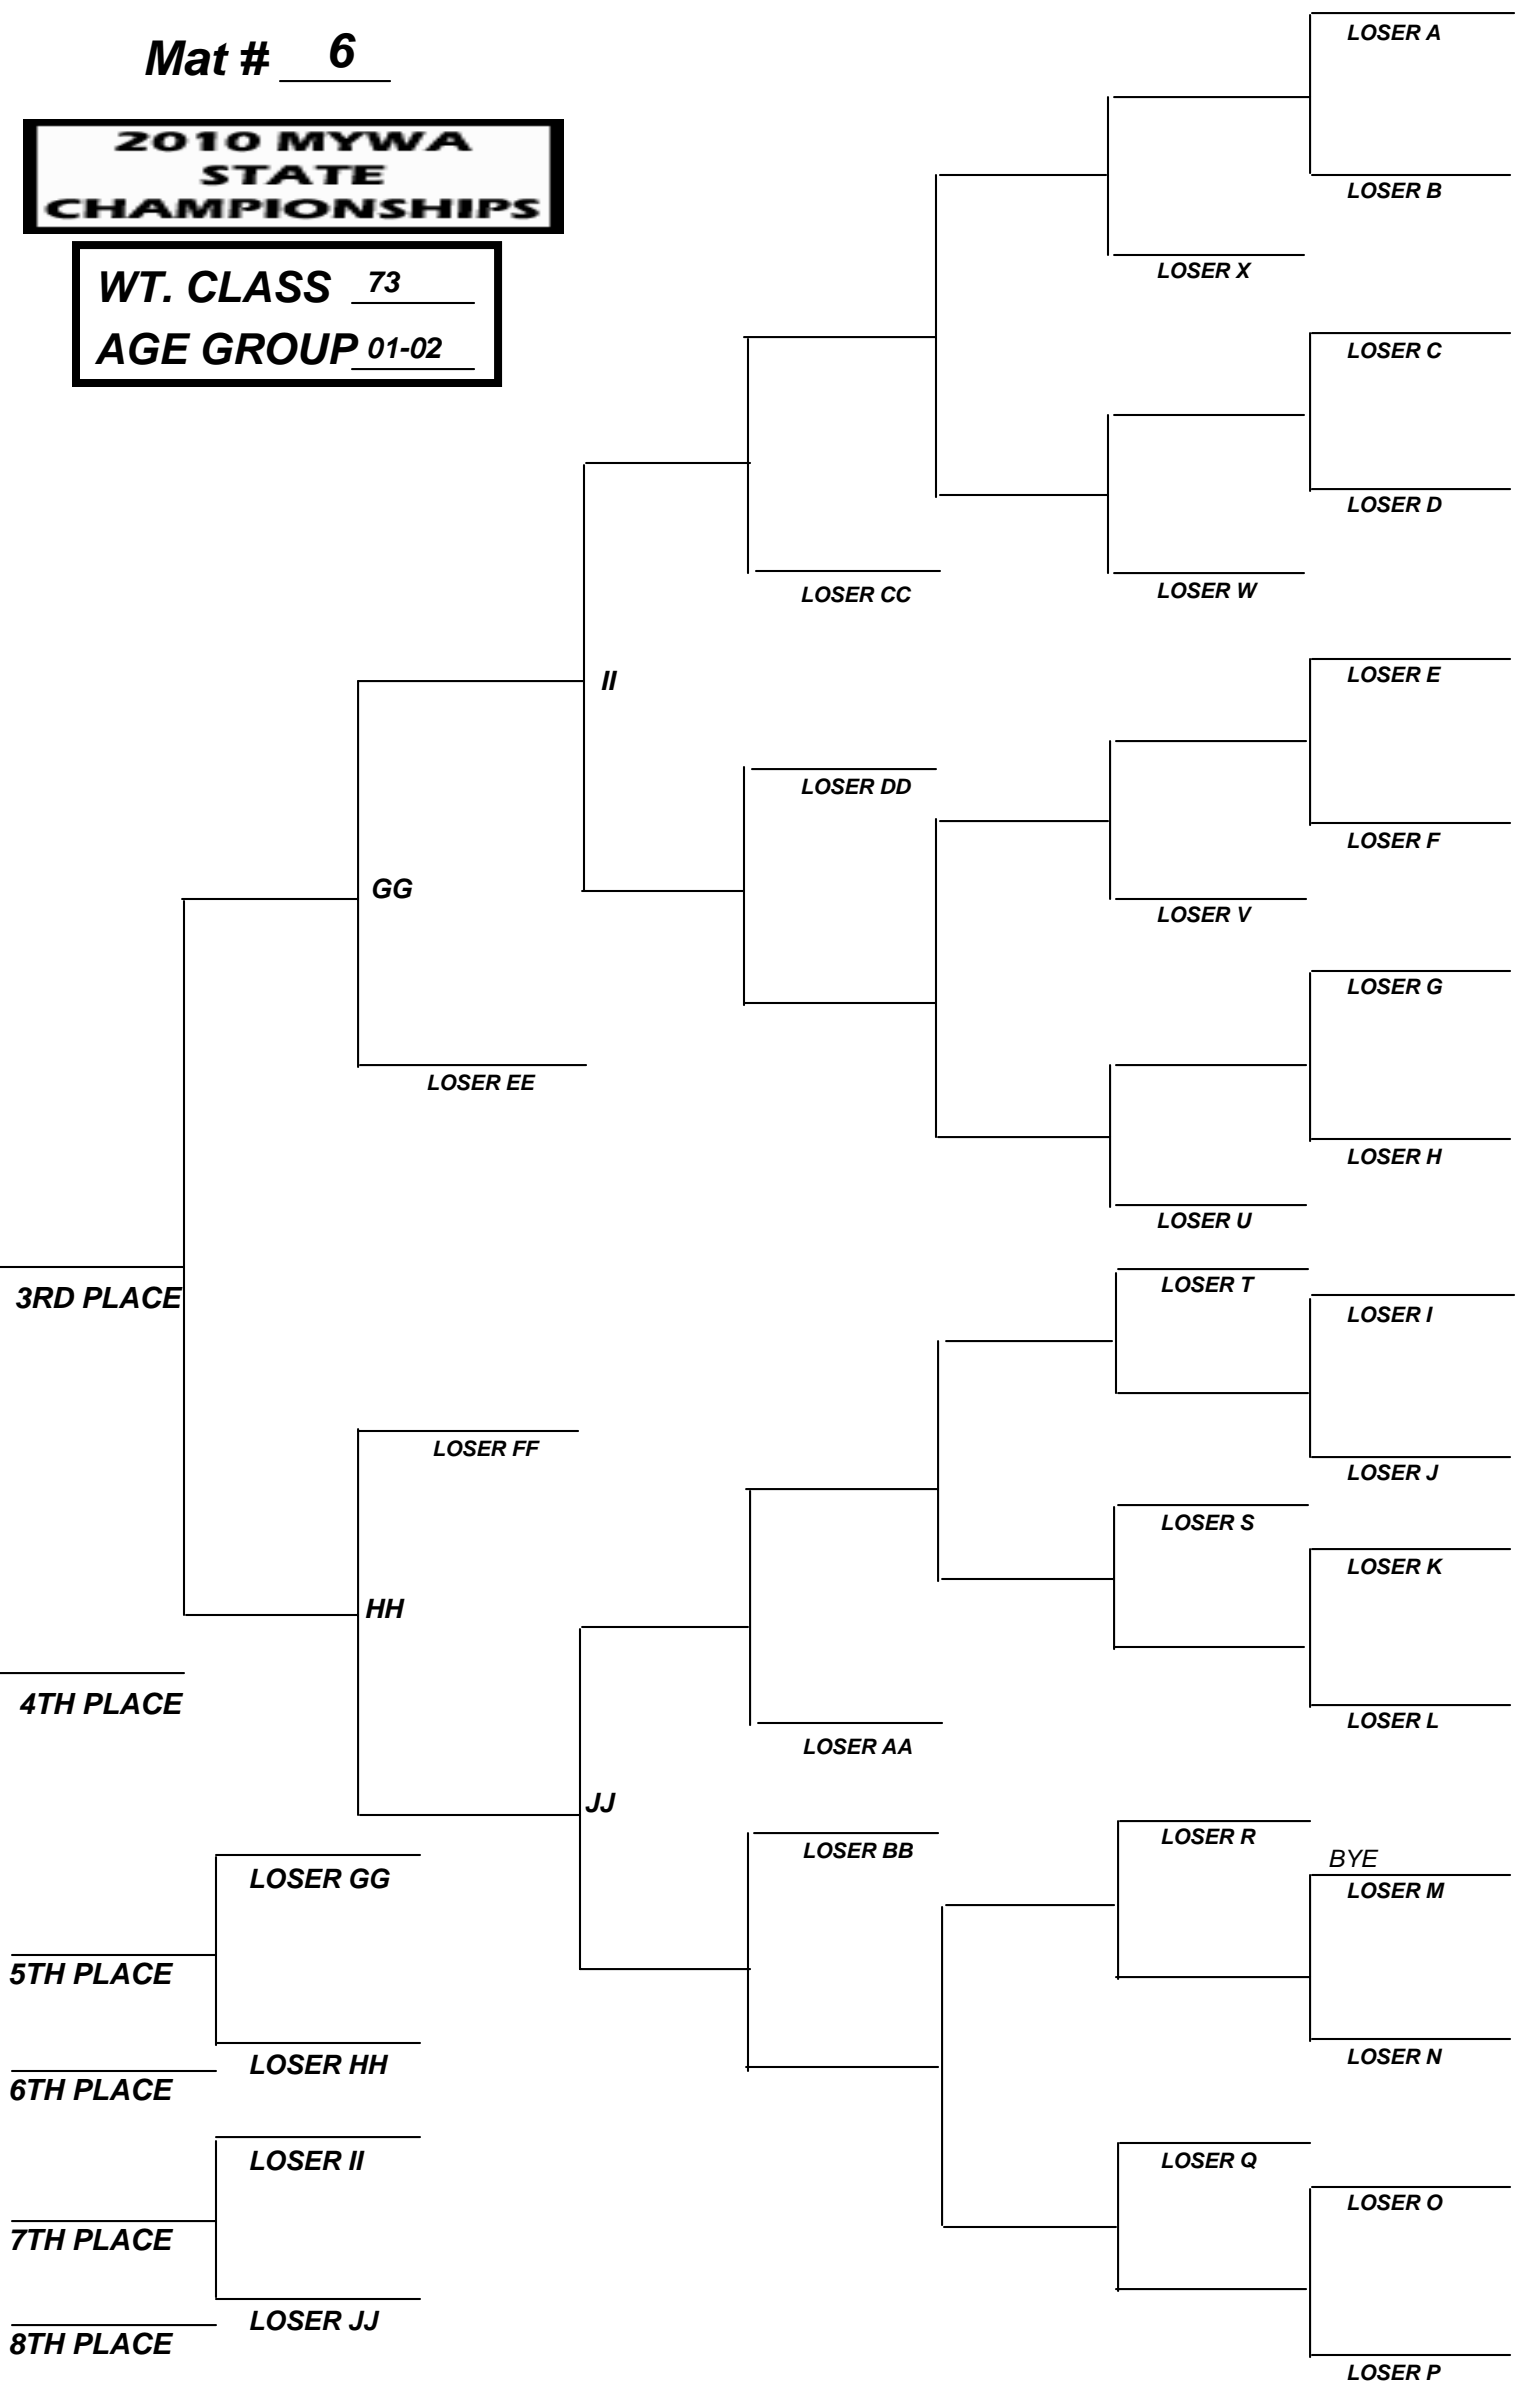 Mat # 6
2010 MYWA
STATE
CHAMPIONSHIPS
WT. CLASS 73
AGE GROUP 01-02
LOSER A
LOSER B
LOSER X
LOSER C
LOSER D
LOSER CC
LOSER W
II
LOSER E
LOSER DD
LOSER F
GG
LOSER V
LOSER G
LOSER EE
LOSER H
LOSER U
3RD PLACE
LOSER T
LOSER I
LOSER FF
LOSER J
LOSER S
LOSER K
HH
4TH PLACE
LOSER L
LOSER AA
JJ
LOSER BB
LOSER R
BYE
LOSER M
LOSER GG
5TH PLACE
LOSER N
LOSER HH
6TH PLACE
LOSER II
LOSER Q
LOSER O
7TH PLACE
LOSER JJ
8TH PLACE
LOSER P